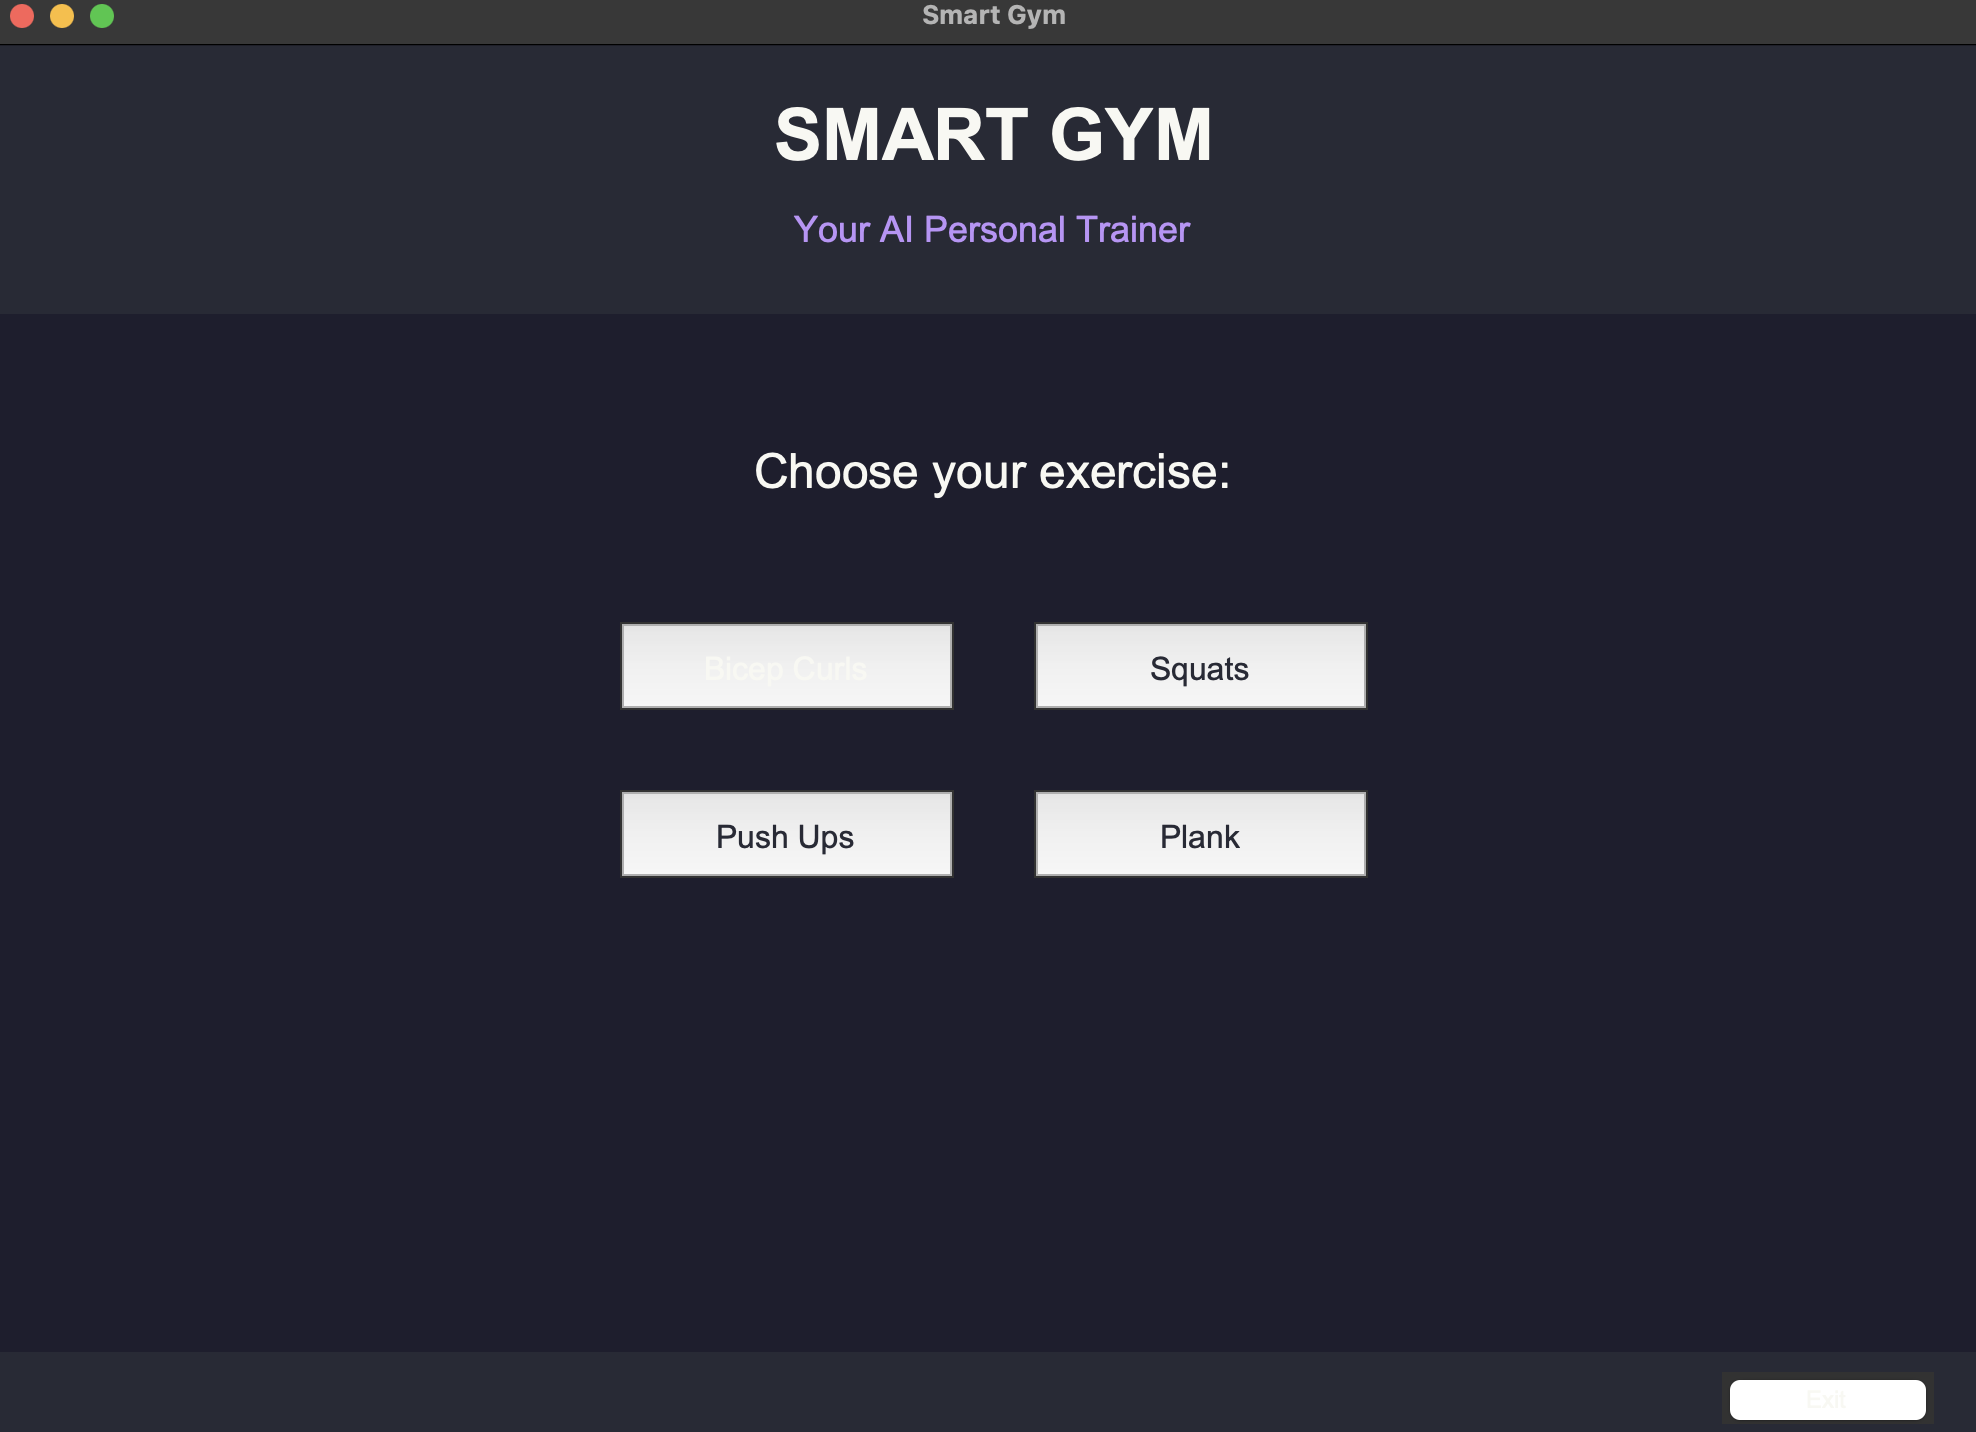 Smart Gym
SMART GYM
Your AI Personal Trainer
Choose your exercise:
Bicep Curls
Squats
Push Ups
Plank
Exit